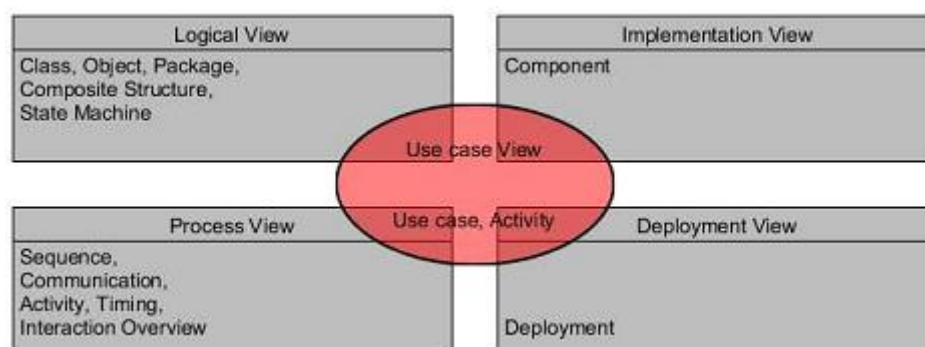 Logical View
Class, Object, Package,
Composite Structure,
State Machine
Implementation View
Component
Use case View
Use case, Activity
Process View
Sequence,
Communication,
Activity, Timing,
Interaction Overview
Deployment View
Deployment